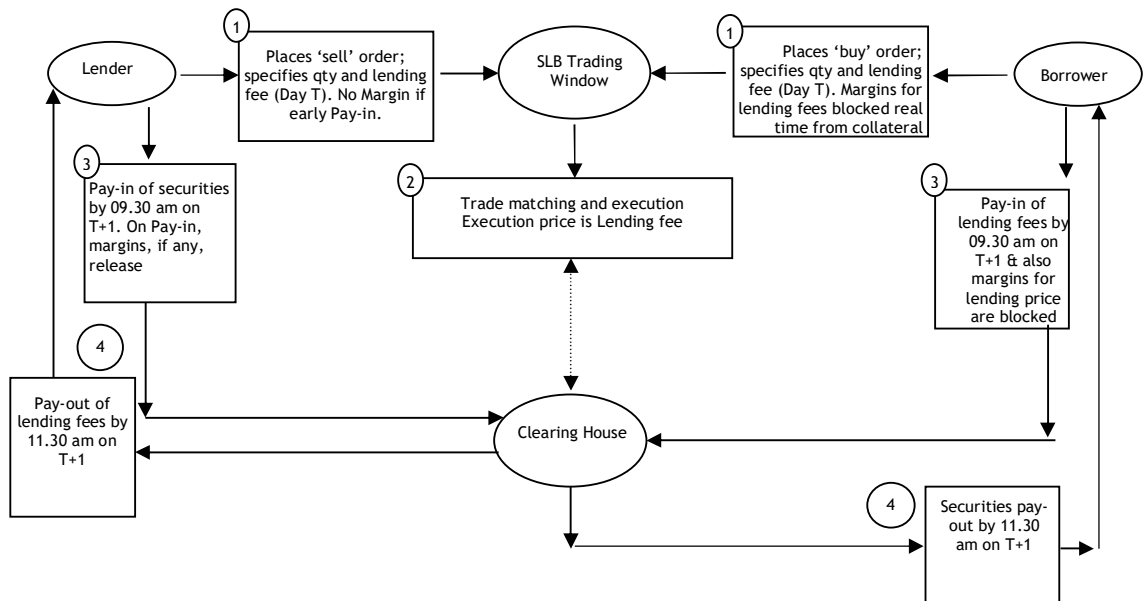 1
Lender
Places ‘sell’ order;
specifies qty and lending
fee (Day T). No Margin if
early Pay-in.
SLB Trading
Window
1
Places ‘buy’ order;
specifies qty and lending
fee (Day T). Margins for
lending fees blocked real
time from collateral
Borrower
3
Pay-in of securities
by 09.30 am on
T+1. On Pay-in,
margins, if any,
release
2
Trade matching and execution
Execution price is Lending fee
3
Pay-in of
lending fees by
09.30 am on
T+1 & also
margins for
lending price
are blocked
4
Pay-out of
lending fees by
11.30 am on
T+1
Clearing House
4
Securities pay-
out by 11.30
am on T+1